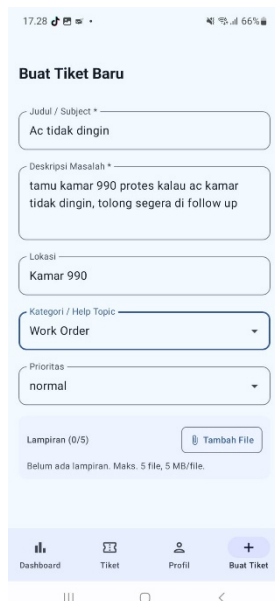 17.28
66%
Buat Tiket Baru
Judul / Subject *
Ac tidak dingin
Deskripsi Masalah *
tamu kamar 990 protes kalau ac kamar
tidak dingin, tolong segera di follow up
Lokasi
Kamar 990
Kategori / Help Topic
Work Order
Prioritas
normal
Lampiran (0/5)
Tambah File
Belum ada lampiran. Maks. 5 file, 5 MB/file.
Dashboard
Tiket
Profil
Buat Tiket